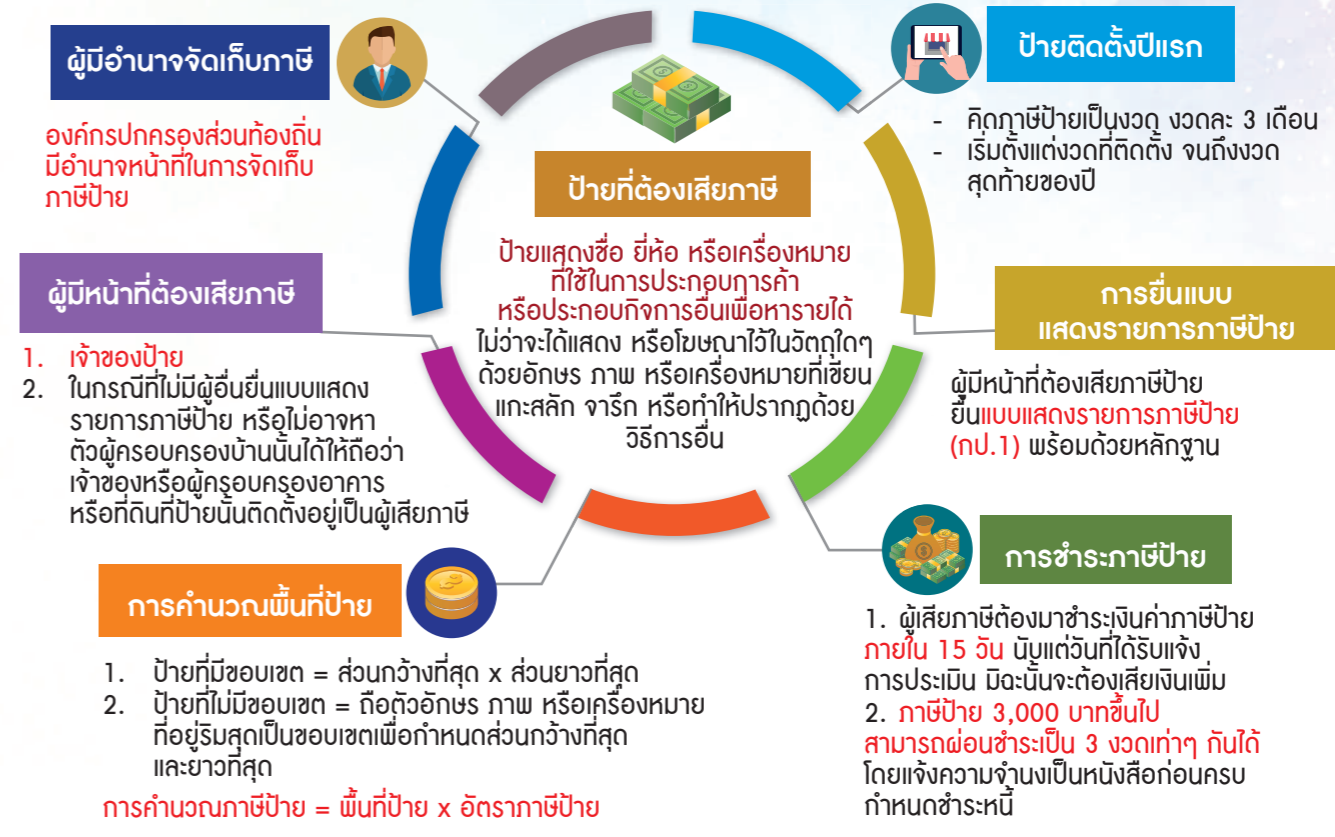 ผู้มีอำนาจจัดเก็บภาษี
องค์กรปกครองส่วนท้องถิ่น
มีอำนาจหน้าที่ในการจัดเก็บ
ภาษีป้าย
ป้ายติดตั้งปีแรก
- คิดภาษีป้ายเป็นงวด งวดละ 3 เดือน
- เริ่มตั้งแต่งวดที่ติดตั้ง จนถึงงวด
สุดท้ายของปี
ป้ายที่ต้องเสียภาษี
ป้ายแสดงชื่อ ยี่ห้อ หรือเครื่องหมาย
ที่ใช้ในการประกอบการค้า
หรือประกอบกิจการอื่นเพื่อหารายได้
ไม่ว่าจะได้แสดง หรือโฆษณาไว้ในวัตถุใดๆ
ด้วยอักษร ภาพ หรือเครื่องหมายที่เขียน
แกะสลัก จารึก หรือทำให้ปรากฏด้วย
วิธีการอื่น
ผู้มีหน้าที่ต้องเสียภาษี
1. เจ้าของป้าย
2. ในกรณีที่ไม่มีผู้อื่นยื่นแบบแสดง
รายการภาษีป้าย หรือไม่อาจหา
ตัวผู้ครอบครองบ้านนั้นได้ให้ถือว่า
เจ้าของหรือผู้ครอบครองอาคาร
หรือที่ดินที่ป้ายนั้นติดตั้งอยู่เป็นผู้เสียภาษี
การยื่นแบบ
แสดงรายการภาษีป้าย
ผู้มีหน้าที่ต้องเสียภาษีป้าย
ยื่นแบบแสดงรายการภาษีป้าย
(ภป.1) พร้อมด้วยหลักฐาน
การคำนวณพื้นที่ป้าย
1. ป้ายที่มีขอบเขต = ส่วนกว้างที่สุด x ส่วนยาวที่สุด
2. ป้ายที่ไม่มีขอบเขต = ถือตัวอักษร ภาพ หรือเครื่องหมาย
ที่อยู่ริมสุดเป็นขอบเขตเพื่อกำหนดส่วนกว้างที่สุด
และยาวที่สุด
การคำนวณภาษีป้าย = พื้นที่ป้าย x อัตราภาษีป้าย
การชำระภาษีป้าย
1. ผู้เสียภาษีต้องมาชำระเงินค่าภาษีป้าย
ภายใน 15 วัน นับแต่วันที่ได้รับแจ้ง
การประเมิน มิฉะนั้นจะต้องเสียเงินเพิ่ม
2. ภาษีป้าย 3,000 บาทขึ้นไป
สามารถผ่อนชำระเป็น 3 งวดเท่าๆ กันได้
โดยแจ้งความจำนงเป็นหนังสือก่อนครบ
กำหนดชำระหนี้